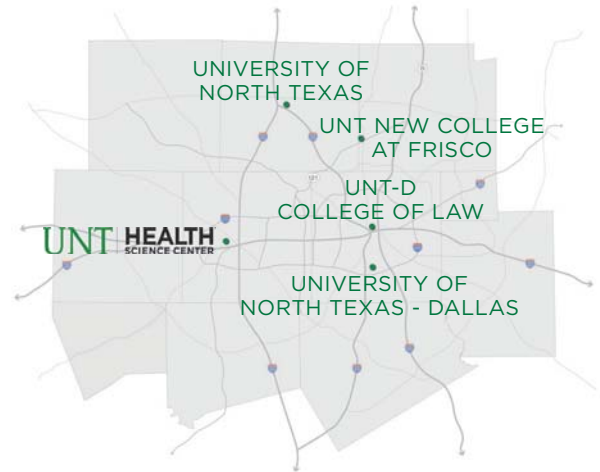 UNIVERSITY OF
NORTH TEXAS
UNT NEW COLLEGE
AT FRISCO
UNT-D
COLLEGE OF LAW
UNT HEALTH
SCIENCE CENTER
UNIVERSITY OF
NORTH TEXAS - DALLAS